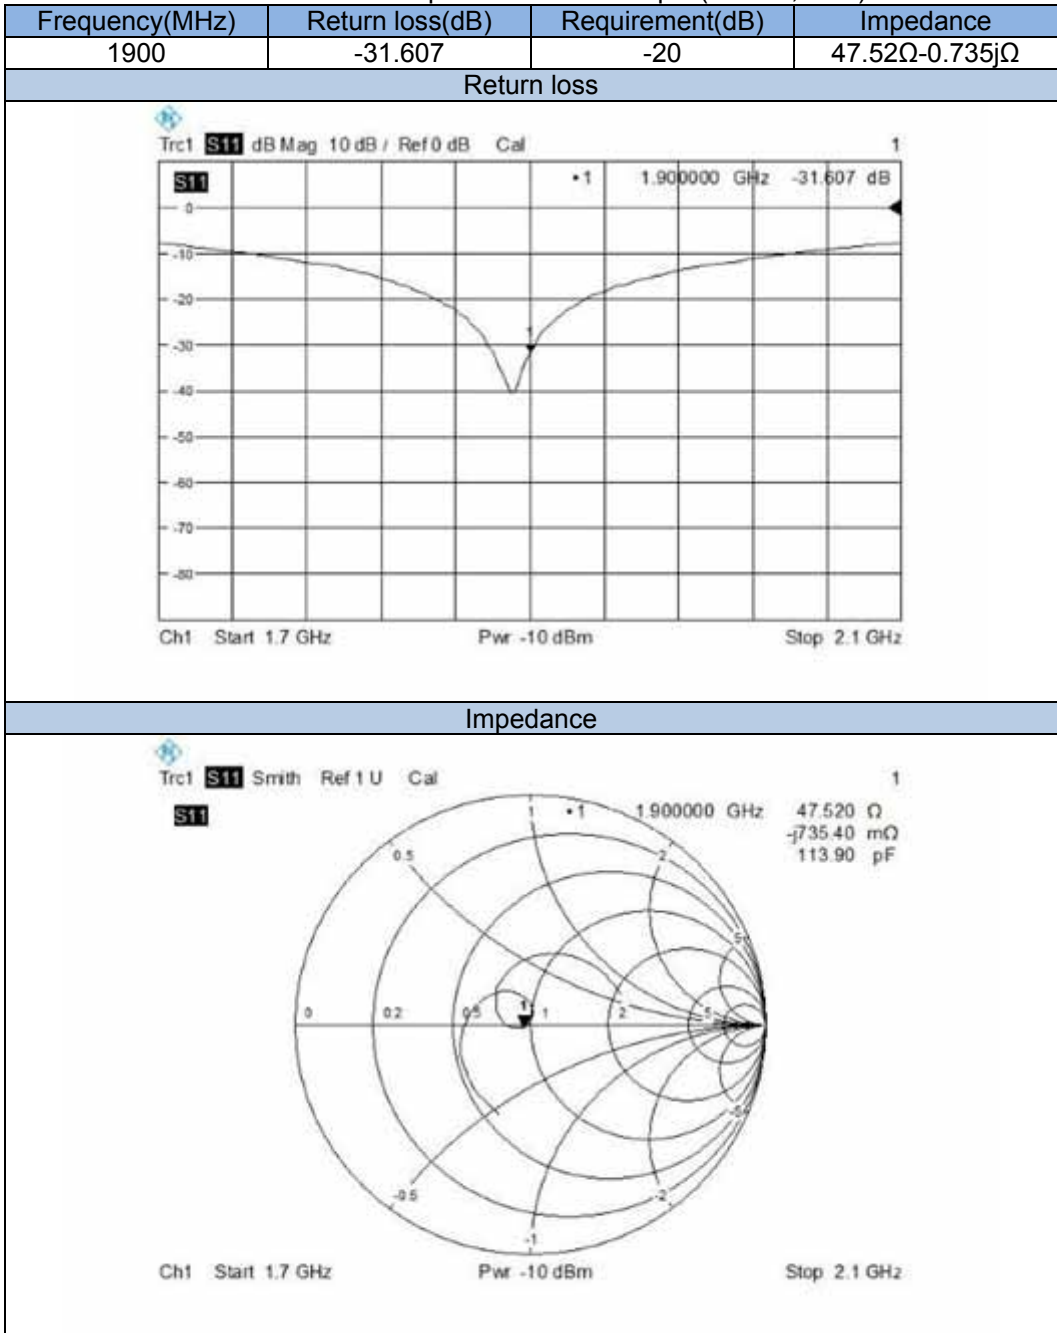 Frequency(MHz) Return loss(dB) Requirement(dB) Impedance
1900 -31.607 -20 47.52Ω-0.735jΩ
Return loss
Trc1 S11 dB Mag 10 dB / Ref 0 dB Cal 1
S11 •1 1.900000 GHz -31.607 dB
0
-10
-20
1
-30
-40
-50
-60
-70
-80
Ch1 Start 1.7 GHz Pwr -10 dBm Stop 2.1 GHz
Impedance
Trc1 S11 Smith Ref 1 U Cal 1
S11 1 •1 1.900000 GHz 47.520 Ω
-j735.40 mΩ
113.90 pF
0.5 2
5
0 0.2 0.5 1 1 2 5
-5
-0.5 -2
-1
Ch1 Start 1.7 GHz Pwr -10 dBm Stop 2.1 GHz